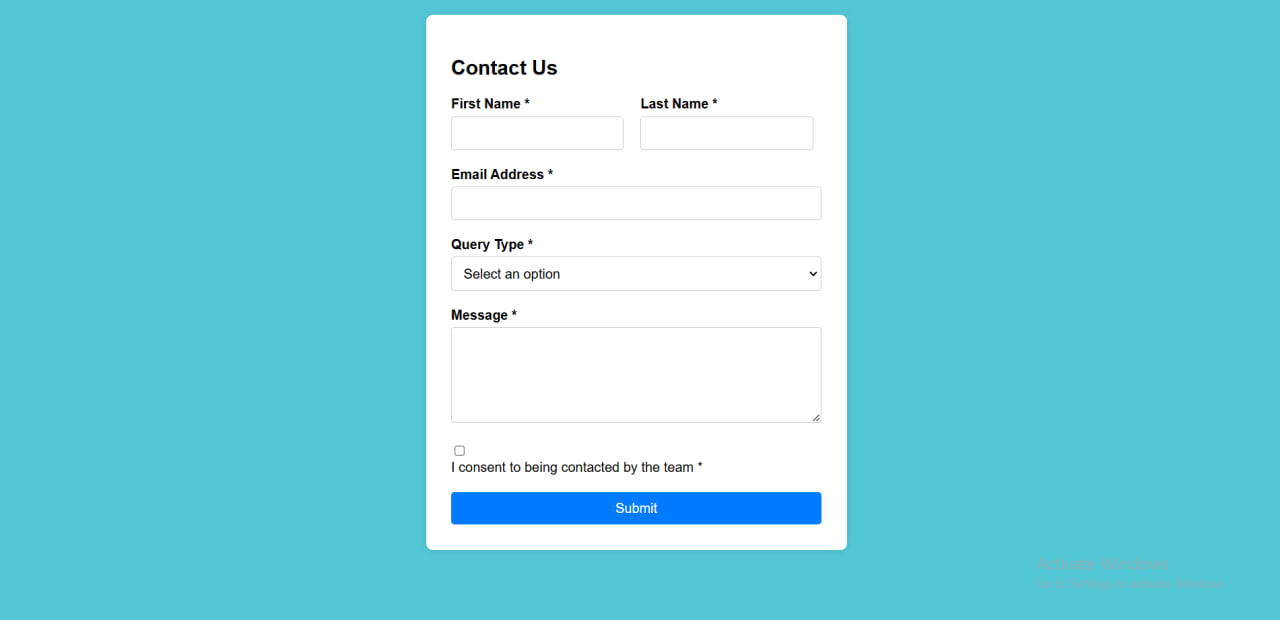 Contact Us
First Name * Last Name *
Email Address *
Query Type *
Select an option
Message *
I consent to being contacted by the team *
Submit
Activate Windows
Go to Settings to activate Windows.